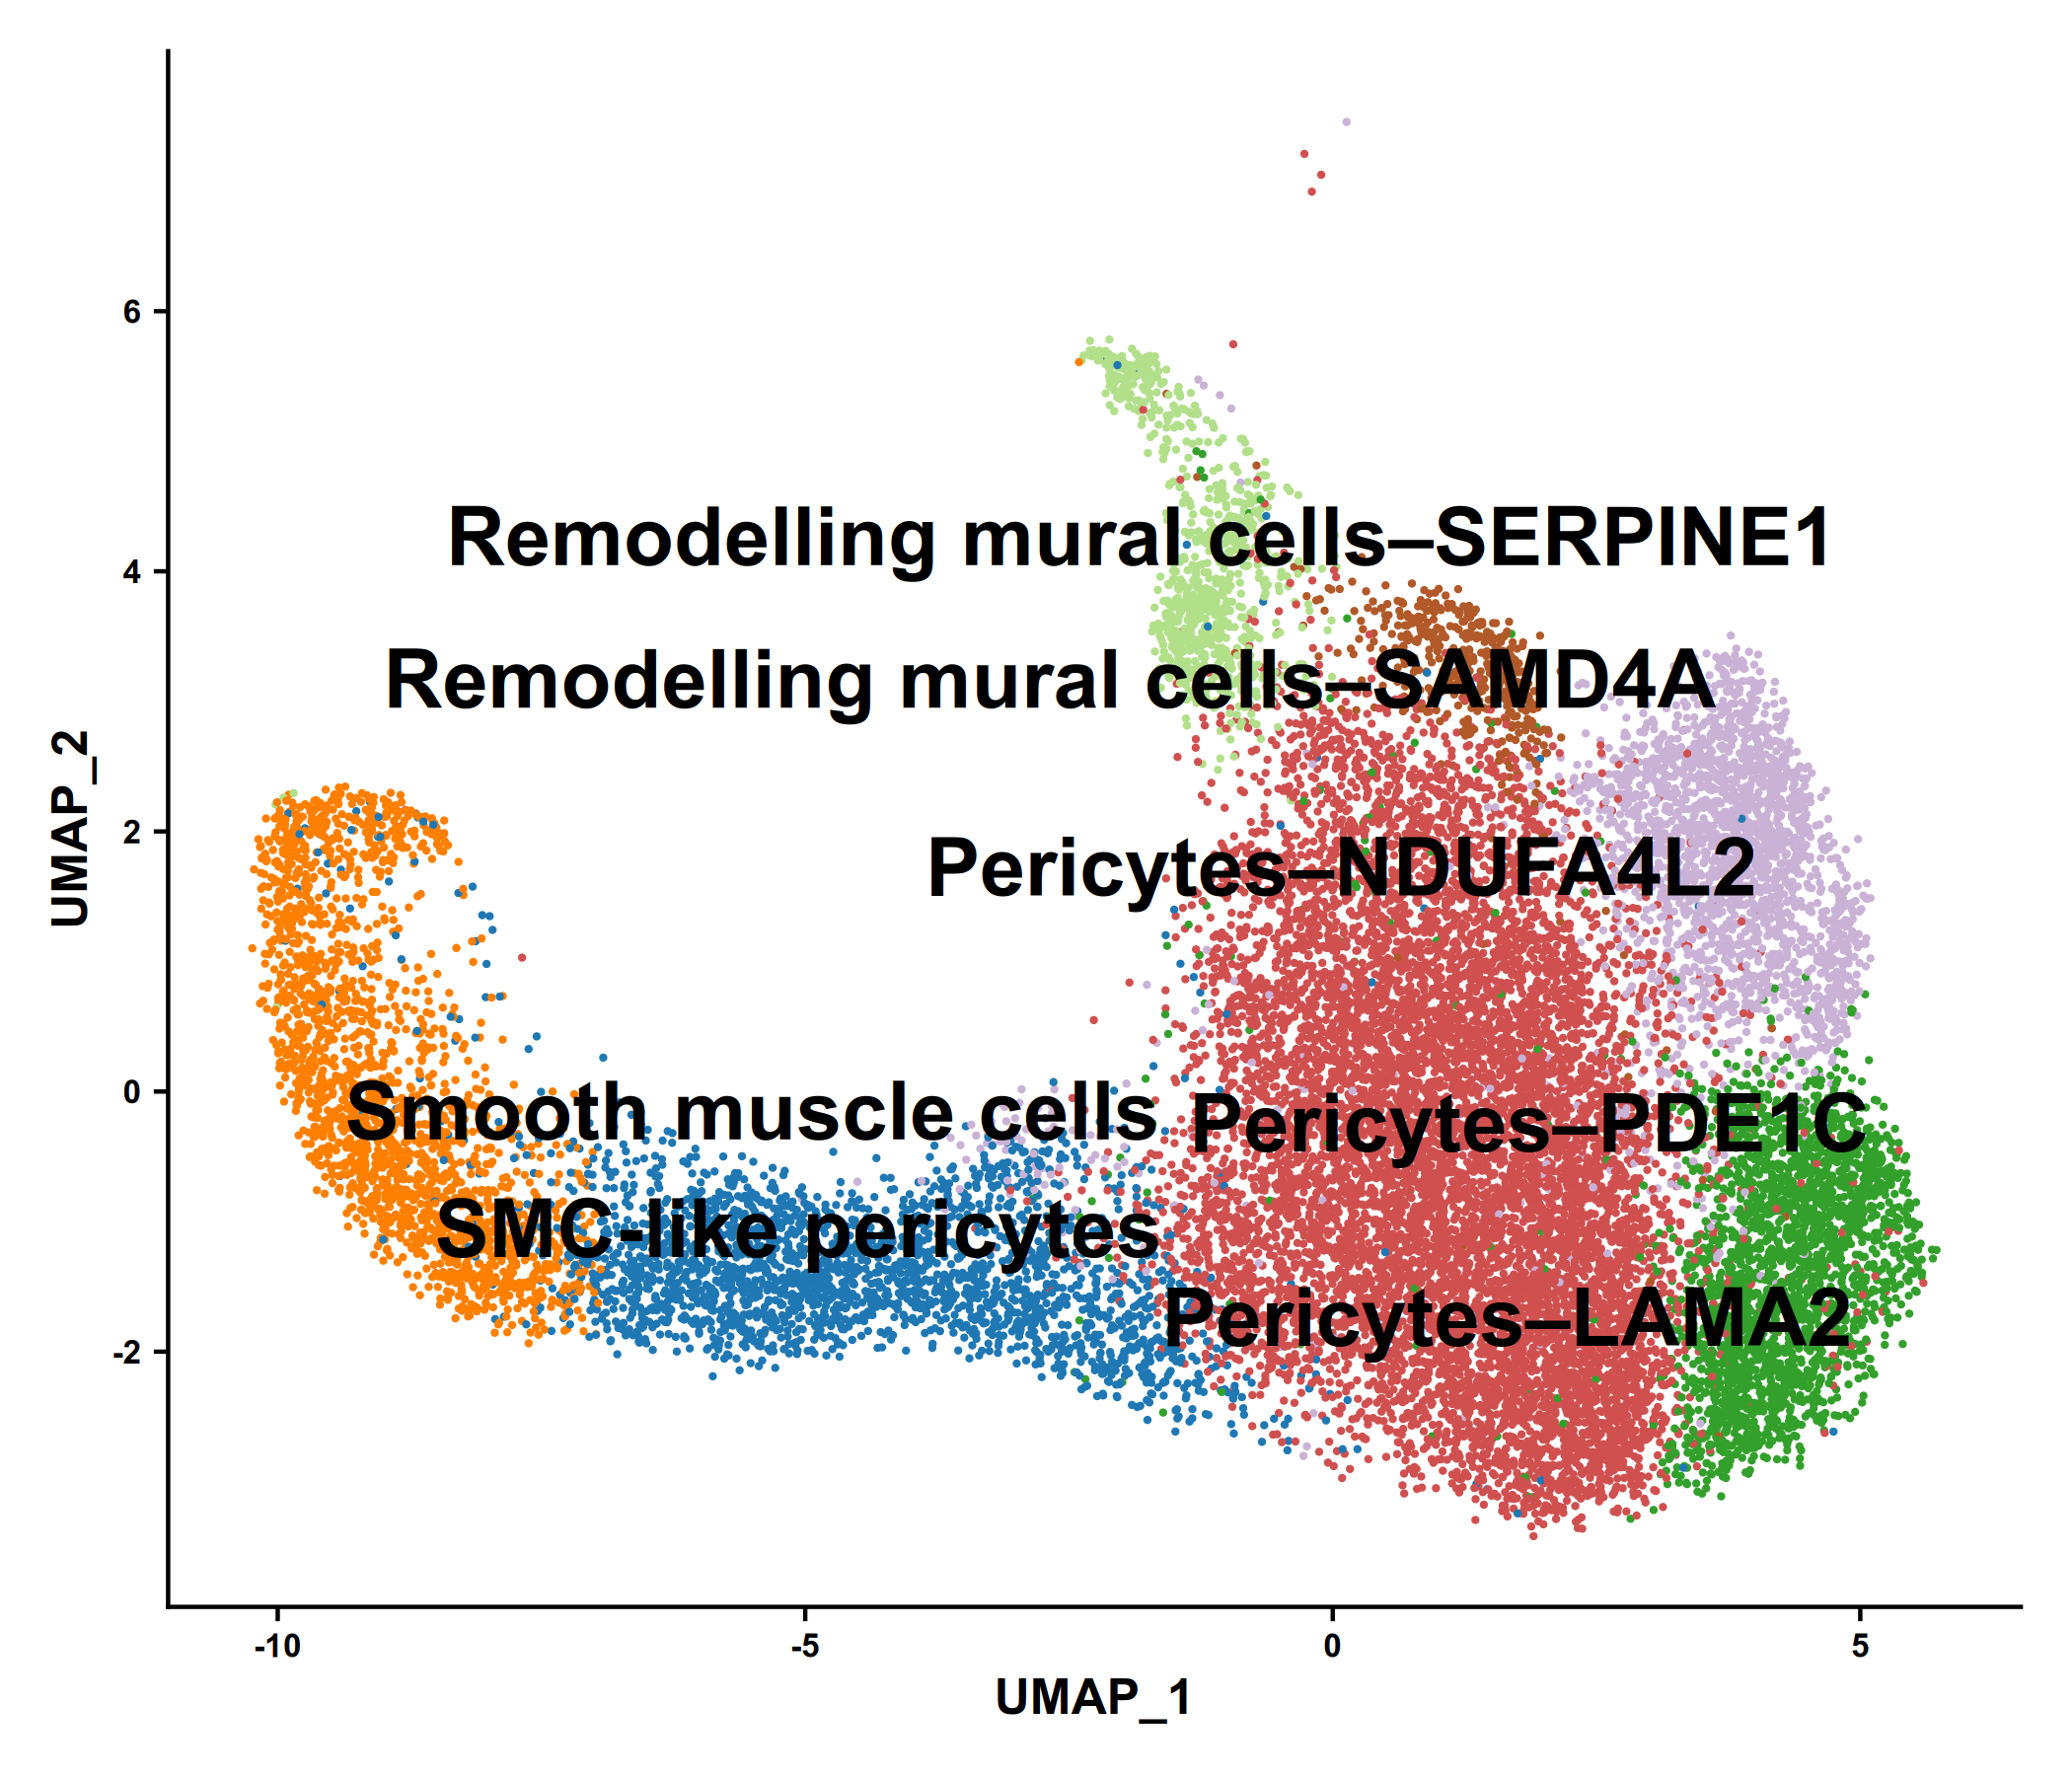 6
Remodelling mural cells–SERPINE1
4
Remodelling mural cells–SAMD4A
UMAP_2
2
Pericytes–NDUFA4L2
0
Smooth muscle cells
Pericytes–PDE1C
SMC-like pericytes
Pericytes–LAMA2
-2
-10
-5
0
5
UMAP_1